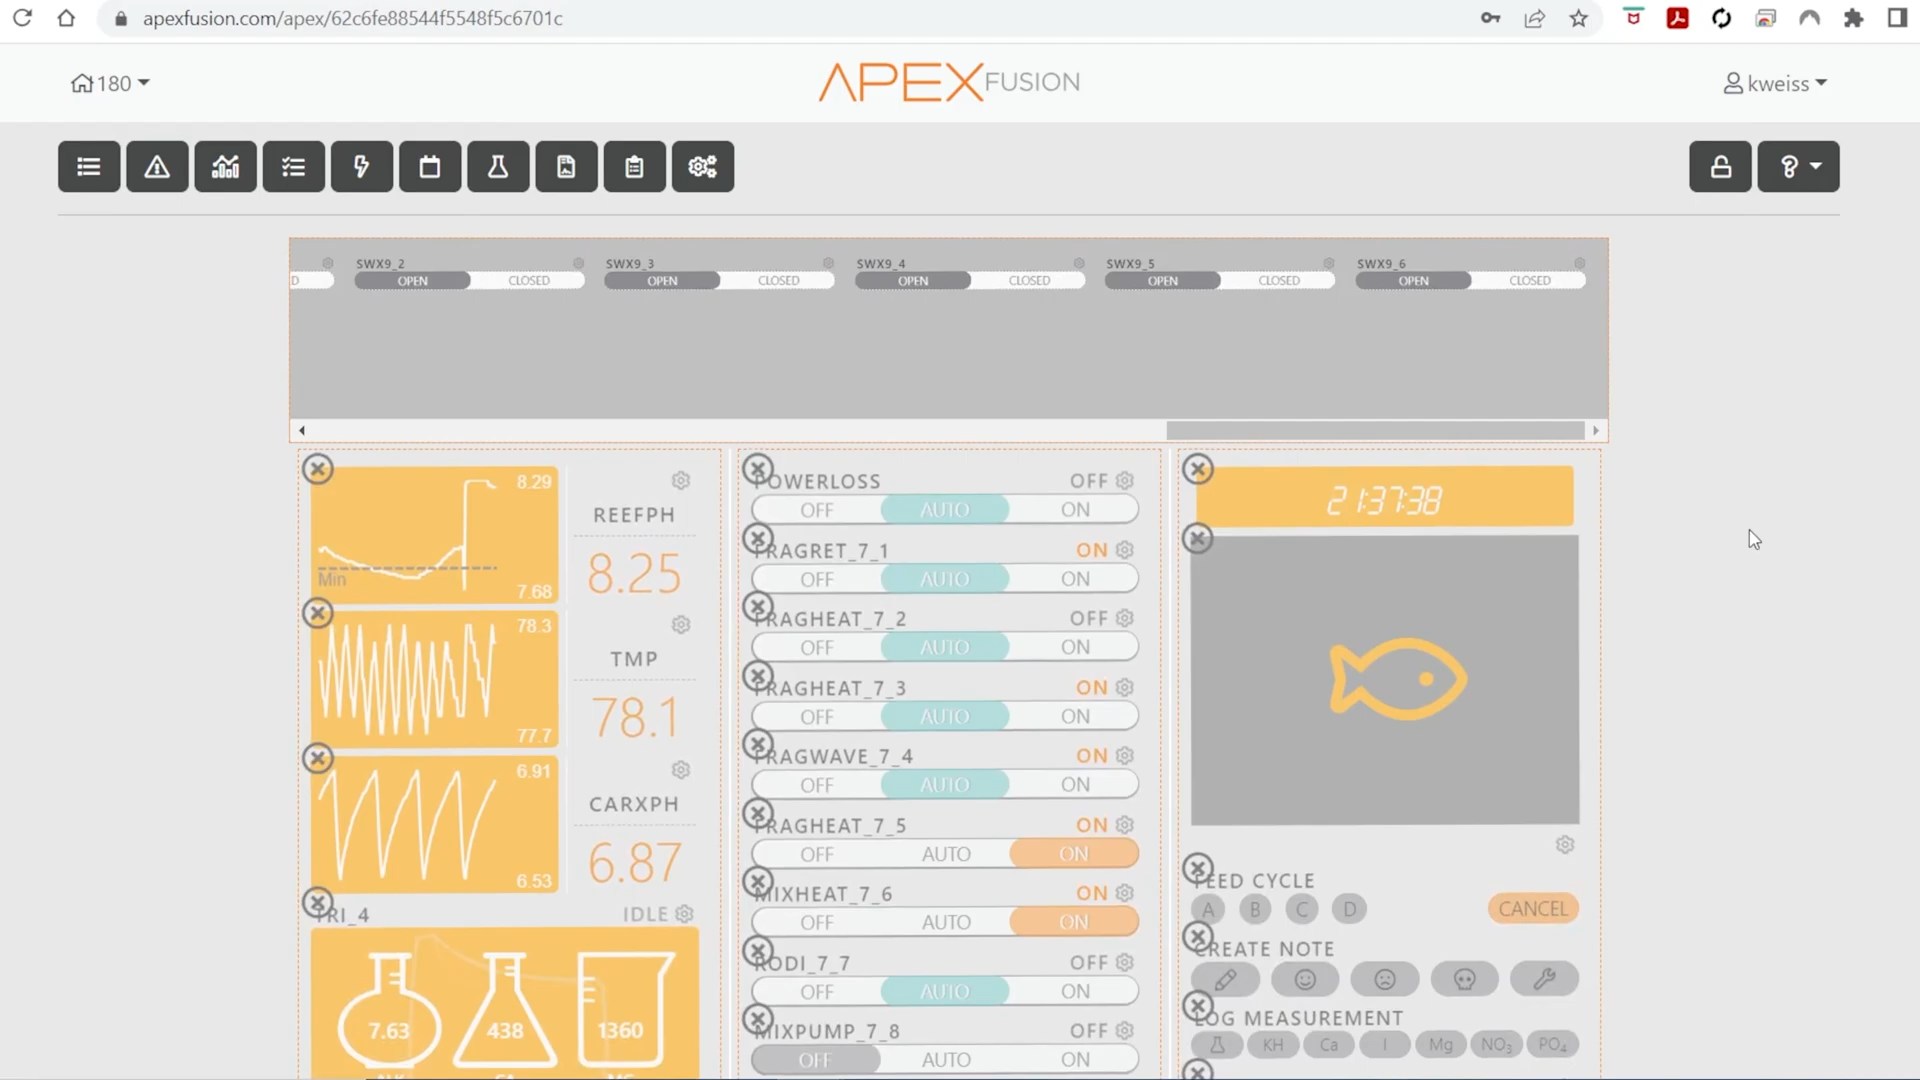 apexfusion.com/apex/62c6fe88544f5548f5c6701c
180
APEX FUSION
kweiss
D
SWX9_2
OPEN CLOSED
SWX9_3
OPEN CLOSED
SWX9_4
OPEN CLOSED
SWX9_5
OPEN CLOSED
SWX9_6
OPEN CLOSED
8.29
Min
7.68
REEFPH
8.25
78.3
77.7
TMP
78.1
6.91
6.53
CARXPH
6.87
TRI_4 IDLE
7.63 438 1360
POWERLOSS OFF
OFF AUTO ON
FRAGRET_7_1 ON
OFF AUTO ON
FRAGHEAT_7_2 OFF
OFF AUTO ON
FRAGHEAT_7_3 ON
OFF AUTO ON
FRAGWAVE_7_4 ON
OFF AUTO ON
FRAGHEAT_7_5 ON
OFF AUTO ON
MIXHEAT_7_6 ON
OFF AUTO ON
RODI_7_7 OFF
OFF AUTO ON
MIXPUMP_7_8 OFF
OFF AUTO ON
21:37:38
FEED CYCLE
A B C D CANCEL
CREATE NOTE
LOG MEASUREMENT
KH Ca I Mg NO₃ PO₄